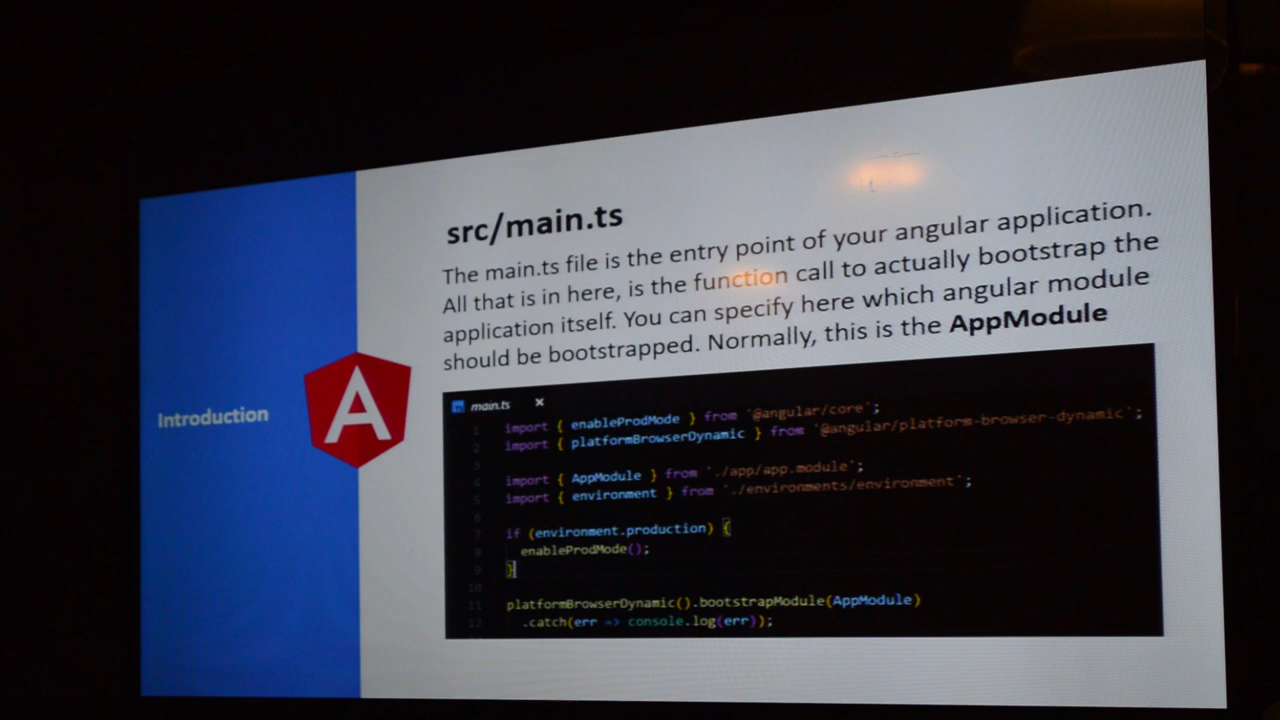 Introduction
src/main.ts
The main.ts file is the entry point of your angular application.
All that is in here, is the function call to actually bootstrap the
application itself. You can specify here which angular module
should be bootstrapped. Normally, this is the AppModule
main.ts ×
1 import { enableProdMode } from '@angular/core';
2 import { platformBrowserDynamic } from '@angular/platform-browser-dynamic';
3
4 import { AppModule } from './app/app.module';
5 import { environment } from './environments/environment';
6
7 if (environment.production) {
8 enableProdMode();
9 }
10
11 platformBrowserDynamic().bootstrapModule(AppModule)
12 .catch(err => console.log(err));